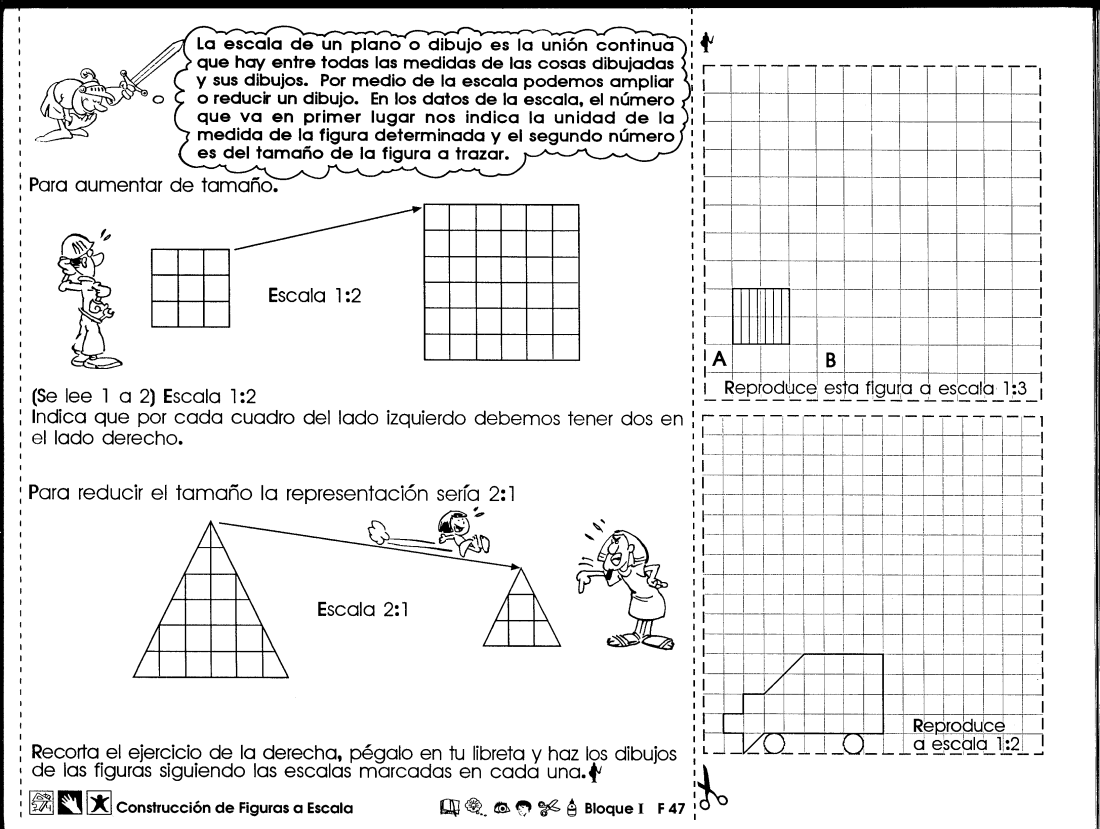 La escala de un plano o dibujo es la unión continua
que hay entre todas las medidas de las cosas dibujadas
y sus dibujos. Por medio de la escala podemos ampliar
o reducir un dibujo. En los datos de la escala, el número
que va en primer lugar nos indica la unidad de la
medida de la figura determinada y el segundo número
es del tamaño de la figura a trazar.
Para aumentar de tamaño.
Escala 1:2
(Se lee 1 a 2) Escala 1:2
Indica que por cada cuadro del lado izquierdo debemos tener dos en
el lado derecho.
Para reducir el tamaño la representación sería 2:1
Escala 2:1
Recorta el ejercicio de la derecha, pégalo en tu libreta y haz los dibujos
de las figuras siguiendo las escalas marcadas en cada una.
Construcción de Figuras a Escala
Bloque I F 47
A B
Reproduce esta figura a escala 1:3
Reproduce
a escala 1:2